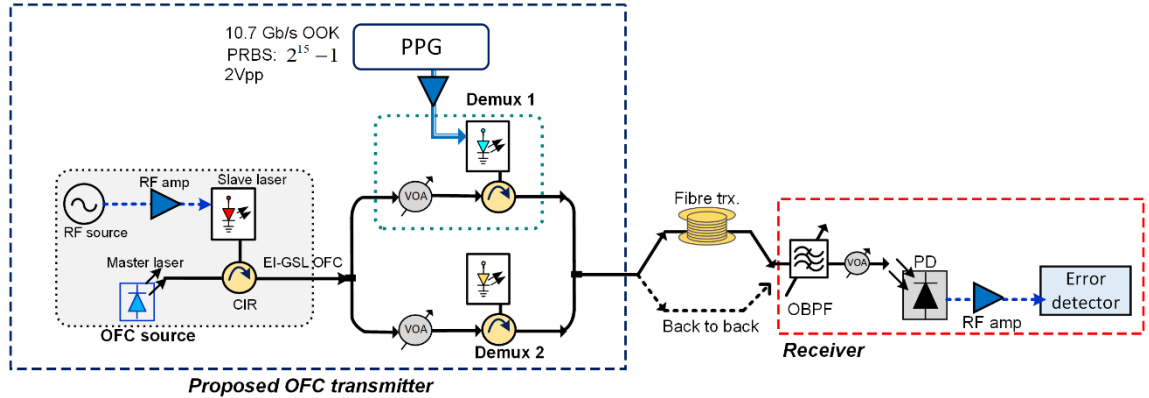 10.7 Gb/s OOK
PRBS: 2¹⁵ −1
2Vpp
PPG
Demux 1
VOA
RF amp
Slave laser
RF source
Master laser
EI-GSL OFC
CIR
OFC source
VOA
Demux 2
Proposed OFC transmitter
Fibre trx.
Back to back
OBPF
VOA
PD
RF amp
Error
detector
Receiver